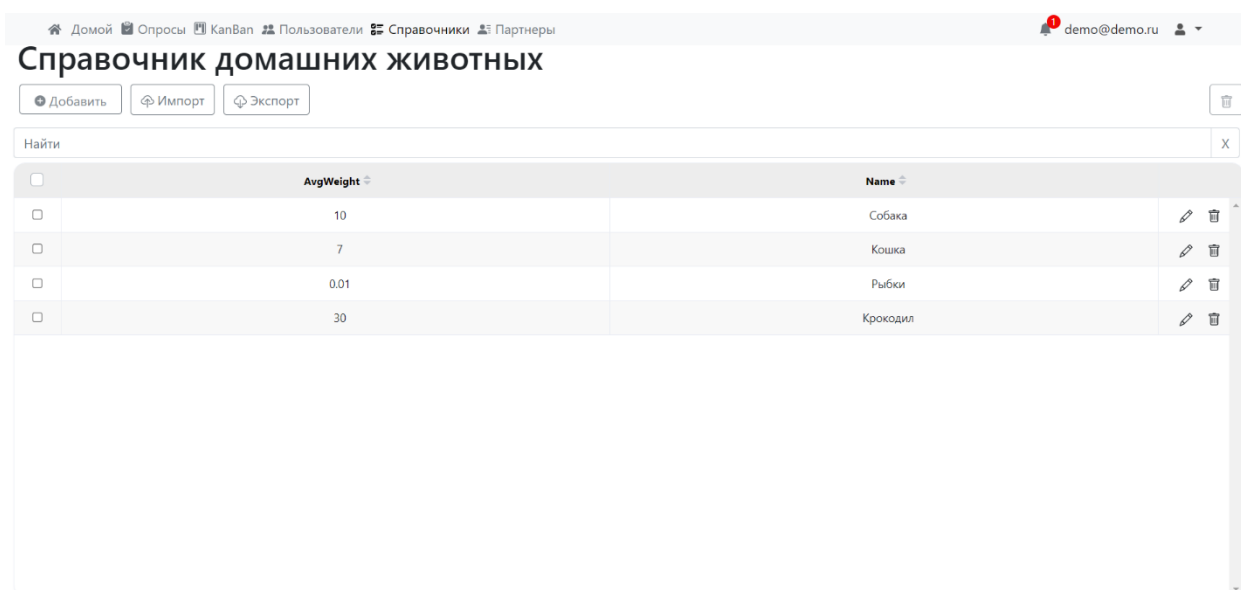 Домой Опросы KanBan Пользователи Справочники Партнеры 1 demo@demo.ru
Справочник домашних животных
Добавить Импорт Экспорт
Найти X
AvgWeight Name
10 Собака
7 Кошка
0.01 Рыбки
30 Крокодил